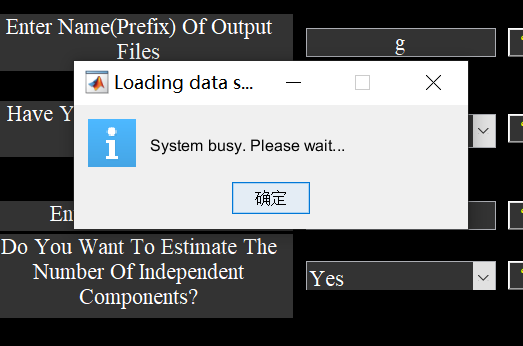 Enter Name(Prefix) Of Output
Files
g
Loading data s...
Have Y
System busy. Please wait...
确定
En
Do You Want To Estimate The
Number Of Independent
Components?
Yes